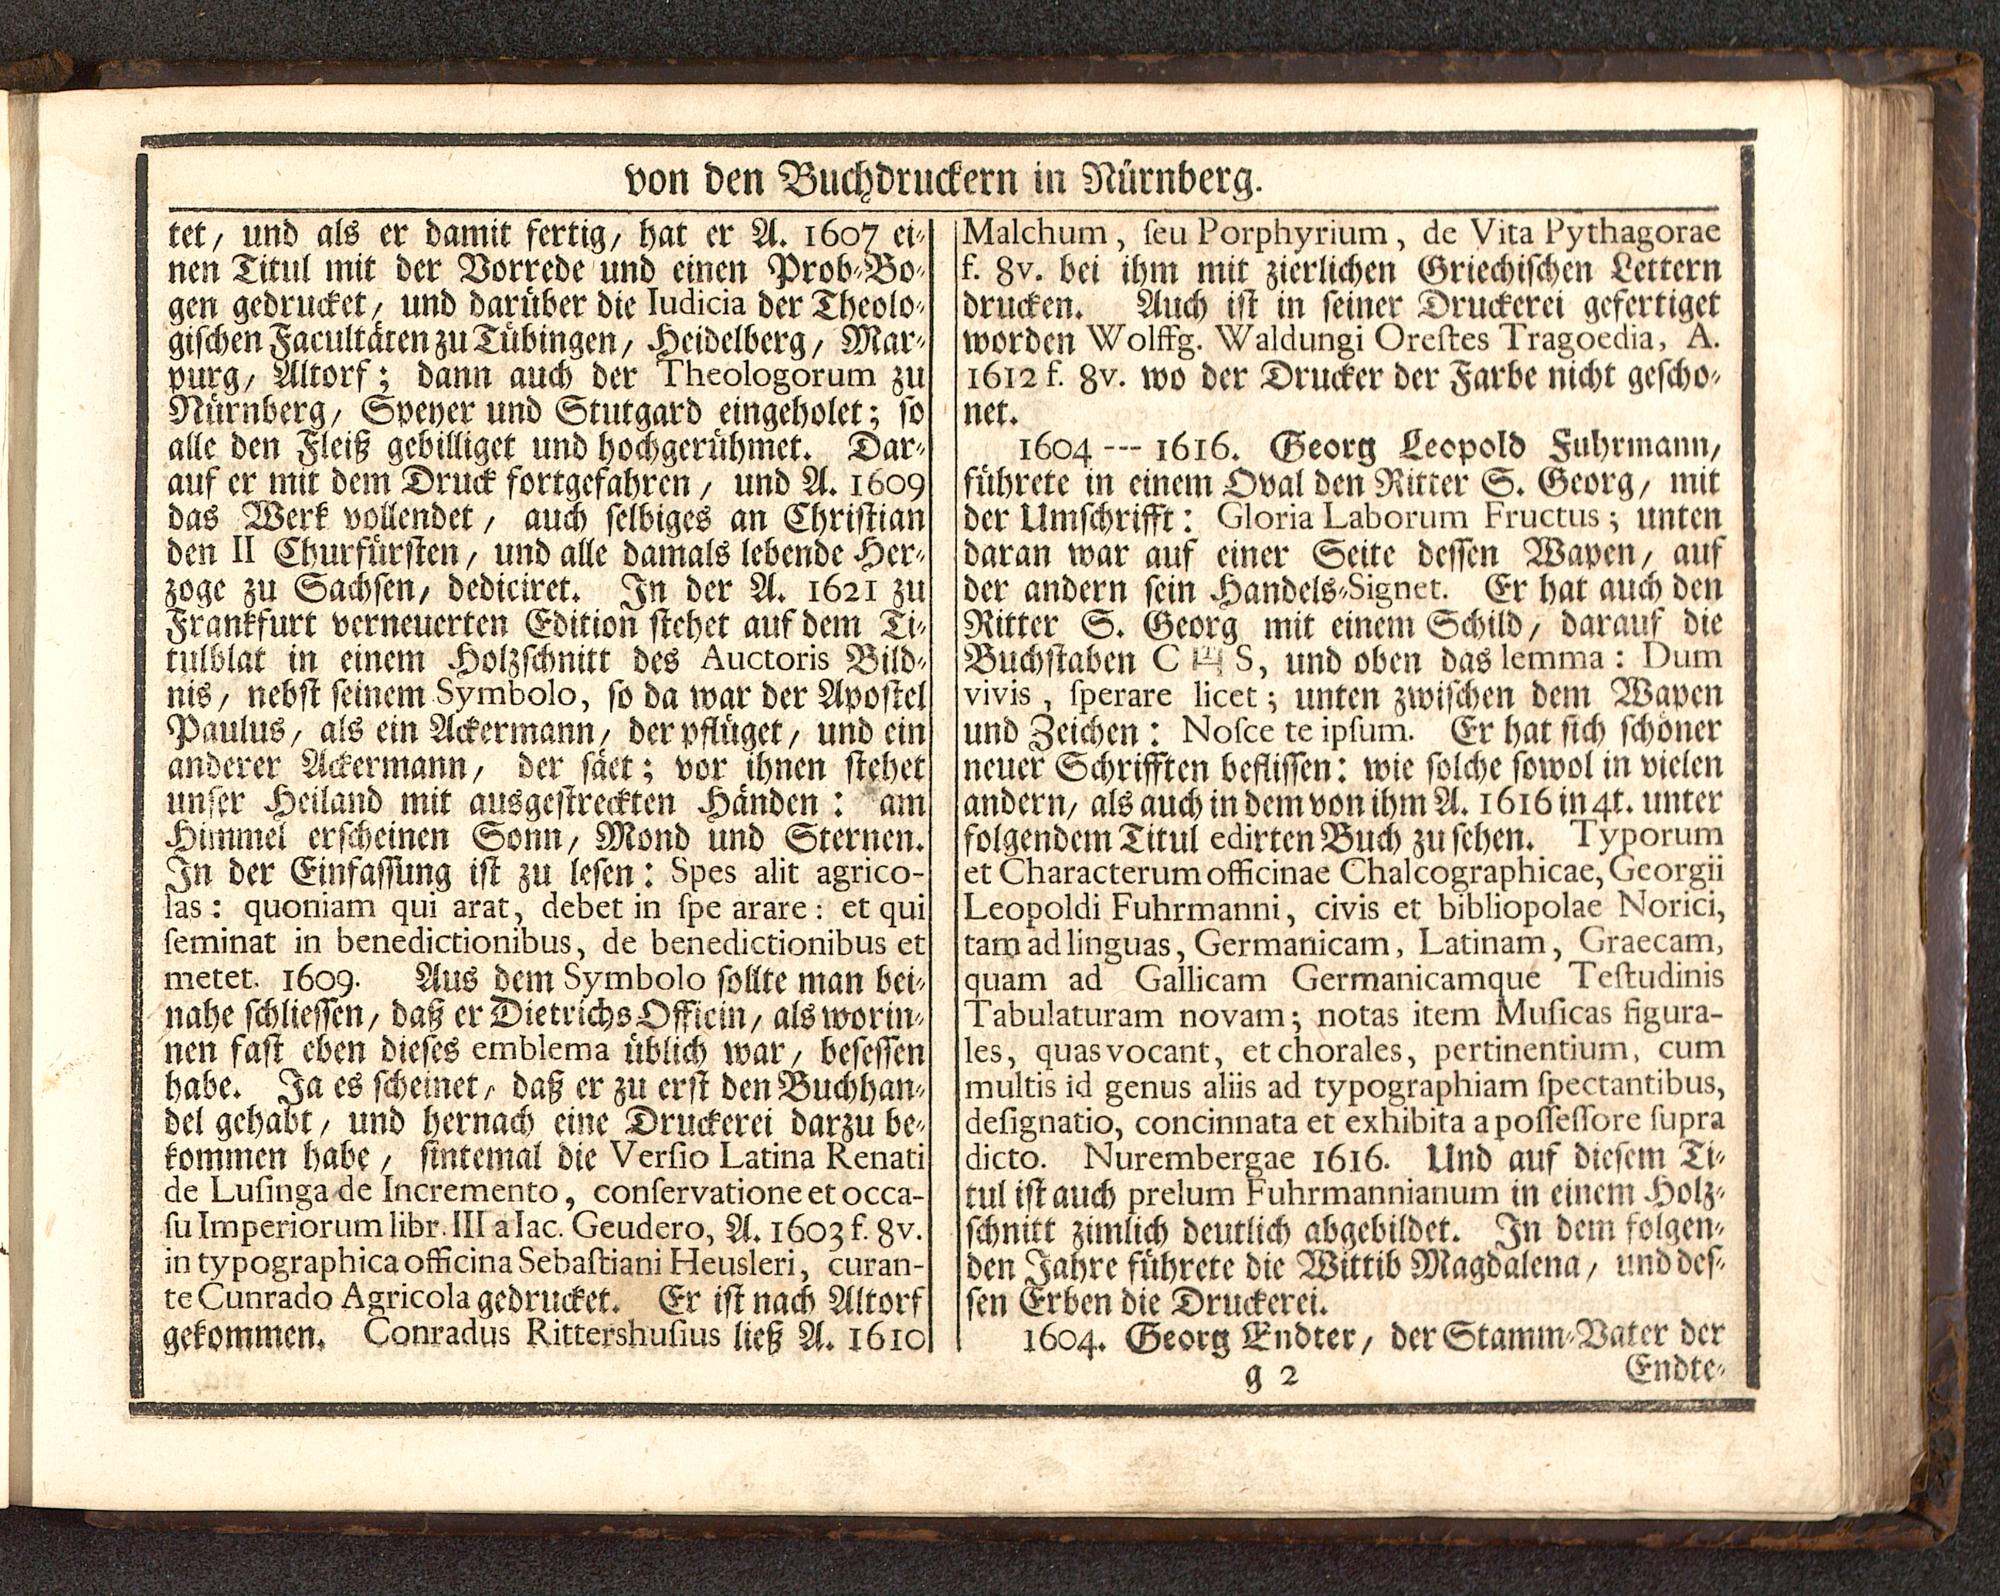 von den Buchdruckern in Nürnberg.
tet, und als er damit fertig, hat er A. 1607 ei-
nen Titul mit der Vorrede und einen Prob-Bo-
gen gedrucket, und darüber die Iudicia der Theolo-
gischen Facultäten zu Tübingen, Heidelberg, Mar-
purg, Altorf; dann auch der Theologorum zu
Nürnberg, Speyer und Stutgard eingeholet; so
alle den Fleiß gebilliget und hochgerühmet. Dar-
auf er mit dem Druck fortgefahren, und A. 1609
das Werk vollendet, auch selbiges an Christian
den II Churfürsten, und alle damals lebende Her-
zoge zu Sachsen, dediciret. In der A. 1621 zu
Frankfurt verneuerten Edition stehet auf dem Ti-
tulblat in einem Holzschnitt des Auctoris Bild-
nis, nebst seinem Symbolo, so da war der Apostel
Paulus, als ein Ackermann, der pflüget, und ein
anderer Ackermann, der säet; vor ihnen stehet
unser Heiland mit ausgestreckten Händen: am
Himmel erscheinen Sonn, Mond und Sternen.
In der Einfassung ist zu lesen: Spes alit agrico-
las: quoniam qui arat, debet in ſpe arare: et qui
ſeminat in benedictionibus, de benedictionibus et
metet. 1609. Aus dem Symbolo sollte man bei-
nahe schliessen, daß er Dietrichs Officin, als worin-
nen fast eben dieses emblema üblich war, besessen
habe. Ja es scheinet, daß er zu erst den Buchhan-
del gehabt, und hernach eine Druckerei darzu be-
kommen habe, sintemal die Verſio Latina Renati
de Luſinga de Incremento, conſervatione et occa-
ſu Imperiorum libr. III a Iac. Geudero, A. 1603 f. 8v.
in typographica officina Sebaſtiani Heusleri, curan-
te Cunrado Agricola gedrucket. Er ist nach Altorf
gekommen. Conradus Rittershuſius ließ A. 1610
Malchum, ſeu Porphyrium, de Vita Pythagorae
f. 8v. bei ihm mit zierlichen Griechischen Lettern
drucken. Auch ist in seiner Druckerei gefertiget
worden Wolffg. Waldungi Oreſtes Tragoedia, A.
1612 f. 8v. wo der Drucker der Farbe nicht gescho-
net.
1604 --- 1616. Georg Leopold Fuhrmann,
führete in einem Oval den Ritter S. Georg, mit
der Umschrifft: Gloria Laborum Fructus; unten
daran war auf einer Seite dessen Wapen, auf
der andern sein Handels-Signet. Er hat auch den
Ritter S. Georg mit einem Schild, darauf die
Buchstaben C S, und oben das lemma: Dum
vivis, ſperare licet; unten zwischen dem Wapen
und Zeichen: Noſce te ipſum. Er hat sich schöner
neuer Schrifften beflissen: wie solche sowol in vielen
andern, als auch in dem von ihm A. 1616 in 4t. unter
folgendem Titul edirten Buch zu sehen. Typorum
et Characterum officinae Chalcographicae, Georgii
Leopoldi Fuhrmanni, civis et bibliopolae Norici,
tam ad linguas, Germanicam, Latinam, Graecam,
quam ad Gallicam Germanicamque Teſtudinis
Tabulaturam novam; notas item Muſicas figura-
les, quas vocant, et chorales, pertinentium, cum
multis id genus aliis ad typographiam ſpectantibus,
deſignatio, concinnata et exhibita a poſſeſſore ſupra
dicto. Nurembergae 1616. Und auf diesem Ti-
tul ist auch prelum Fuhrmannianum in einem Holz-
schnitt zimlich deutlich abgebildet. In dem folgen-
den Jahre führete die Wittib Magdalena, und des-
sen Erben die Druckerei.
1604. Georg Endter, der Stamm-Vater der
g 2 Endte-